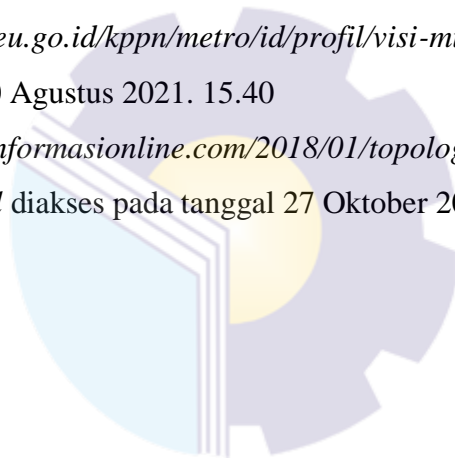 eu.go.id/kppn/metro/id/profil/visi-mi
Agustus 2021. 15.40
nformasionline.com/2018/01/topolog
diakses pada tanggal 27 Oktober 20